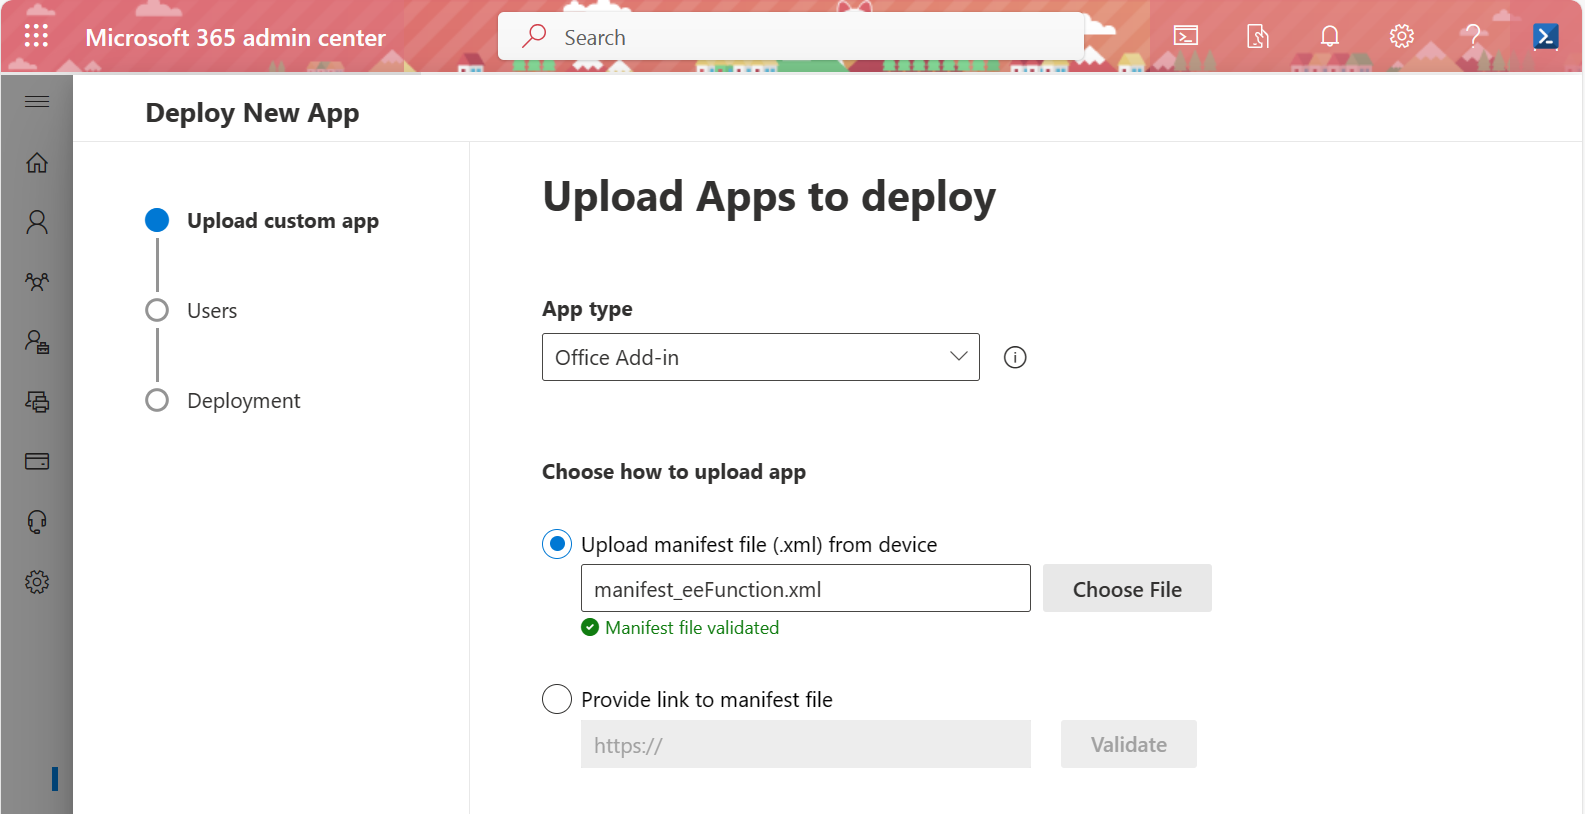 Microsoft 365 admin center
Search
Deploy New App
Upload custom app
Users
Deployment
Upload Apps to deploy
App type
Office Add-in
Choose how to upload app
Upload manifest file (.xml) from device
manifest_eeFunction.xml
Choose File
Manifest file validated
Provide link to manifest file
https://
Validate